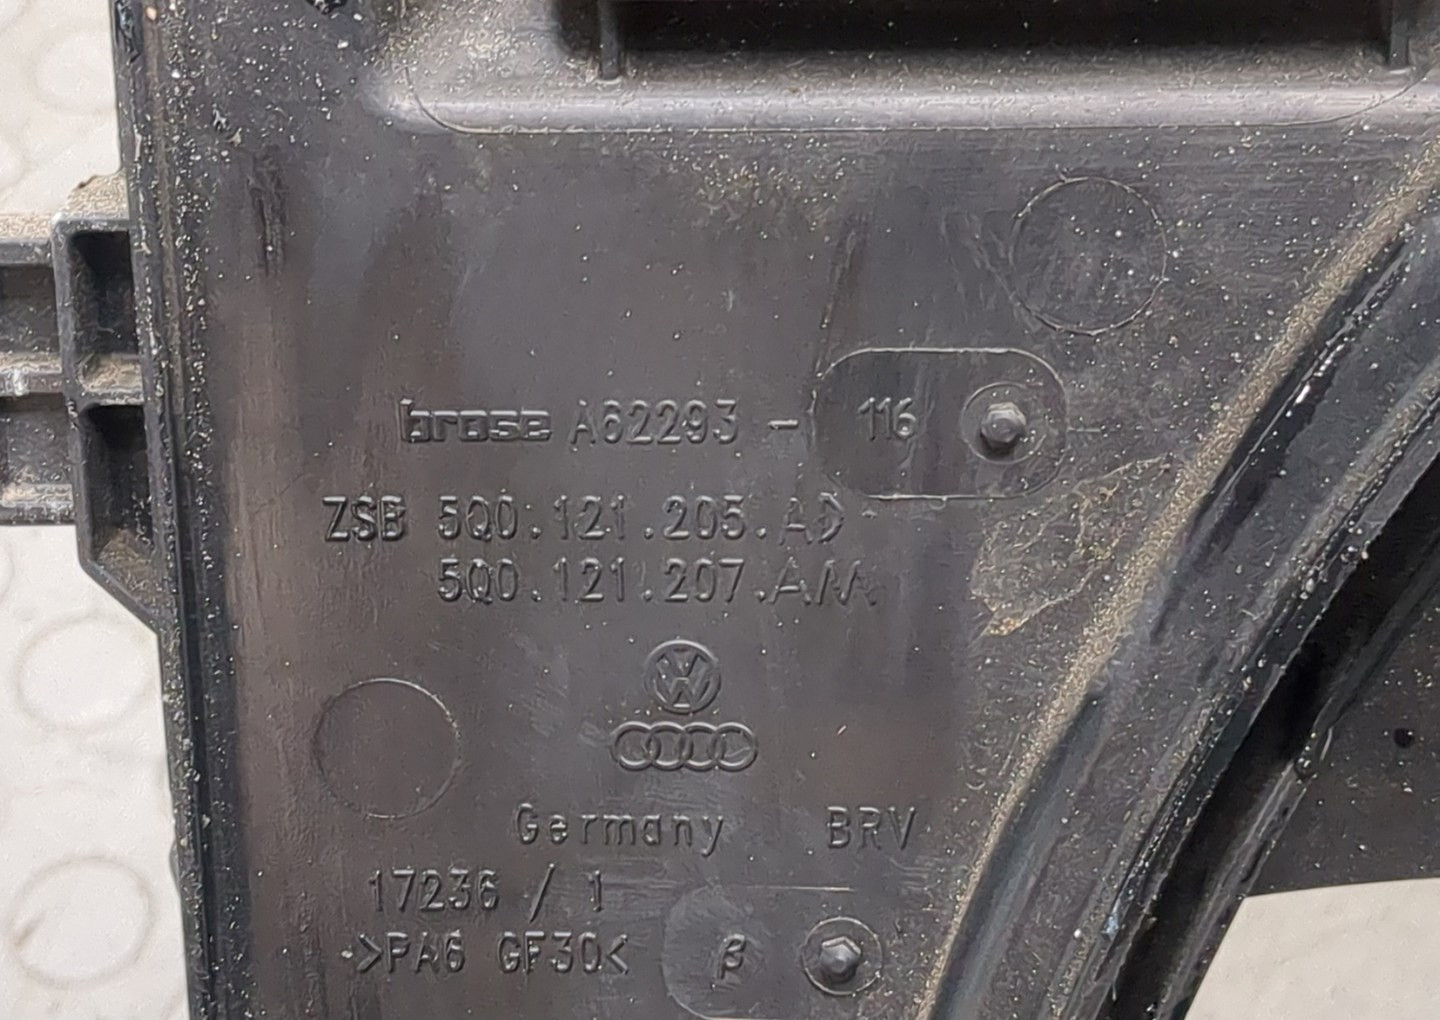 brose A62293 - 116
ZSB 5Q0.121.205.AD
5Q0.121.207.AM
Germany BRV
17236 / 1
>PA6 GF30< β